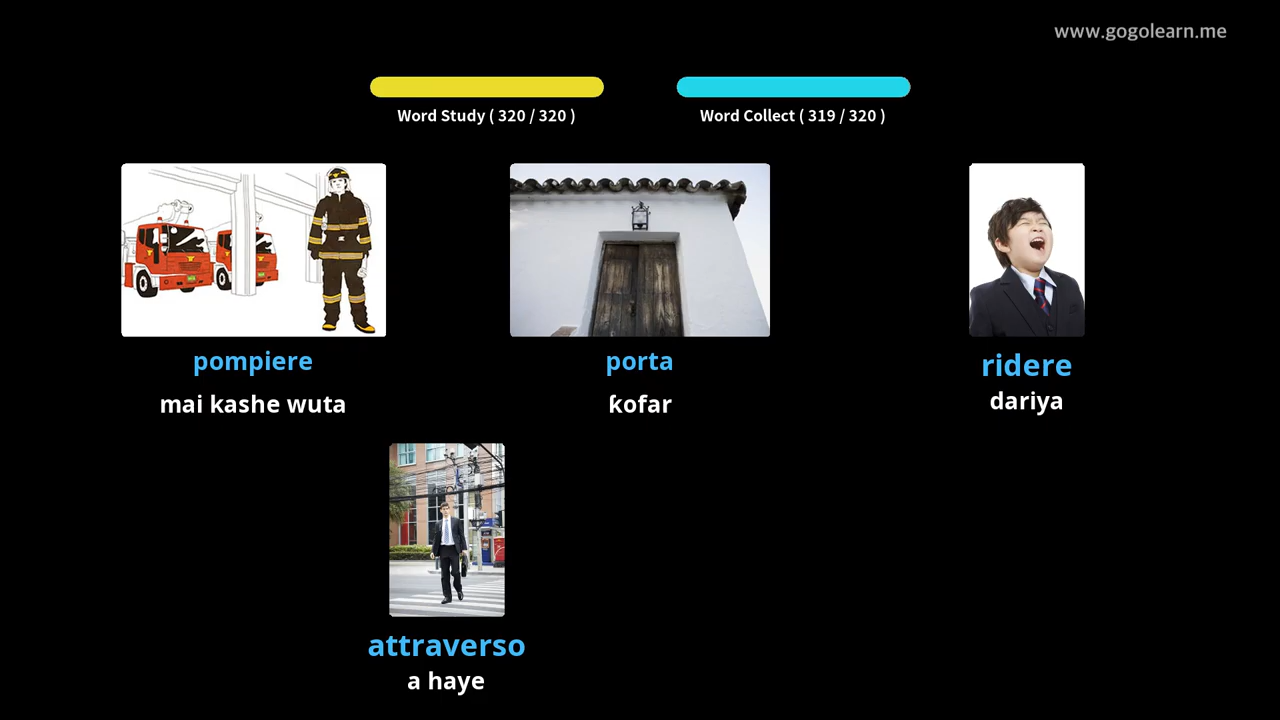 www.gogolearn.me
Word Study ( 320 / 320 )
Word Collect ( 319 / 320 )
pompiere
mai kashe wuta
porta
ƙofar
ridere
dariya
attraverso
a haye